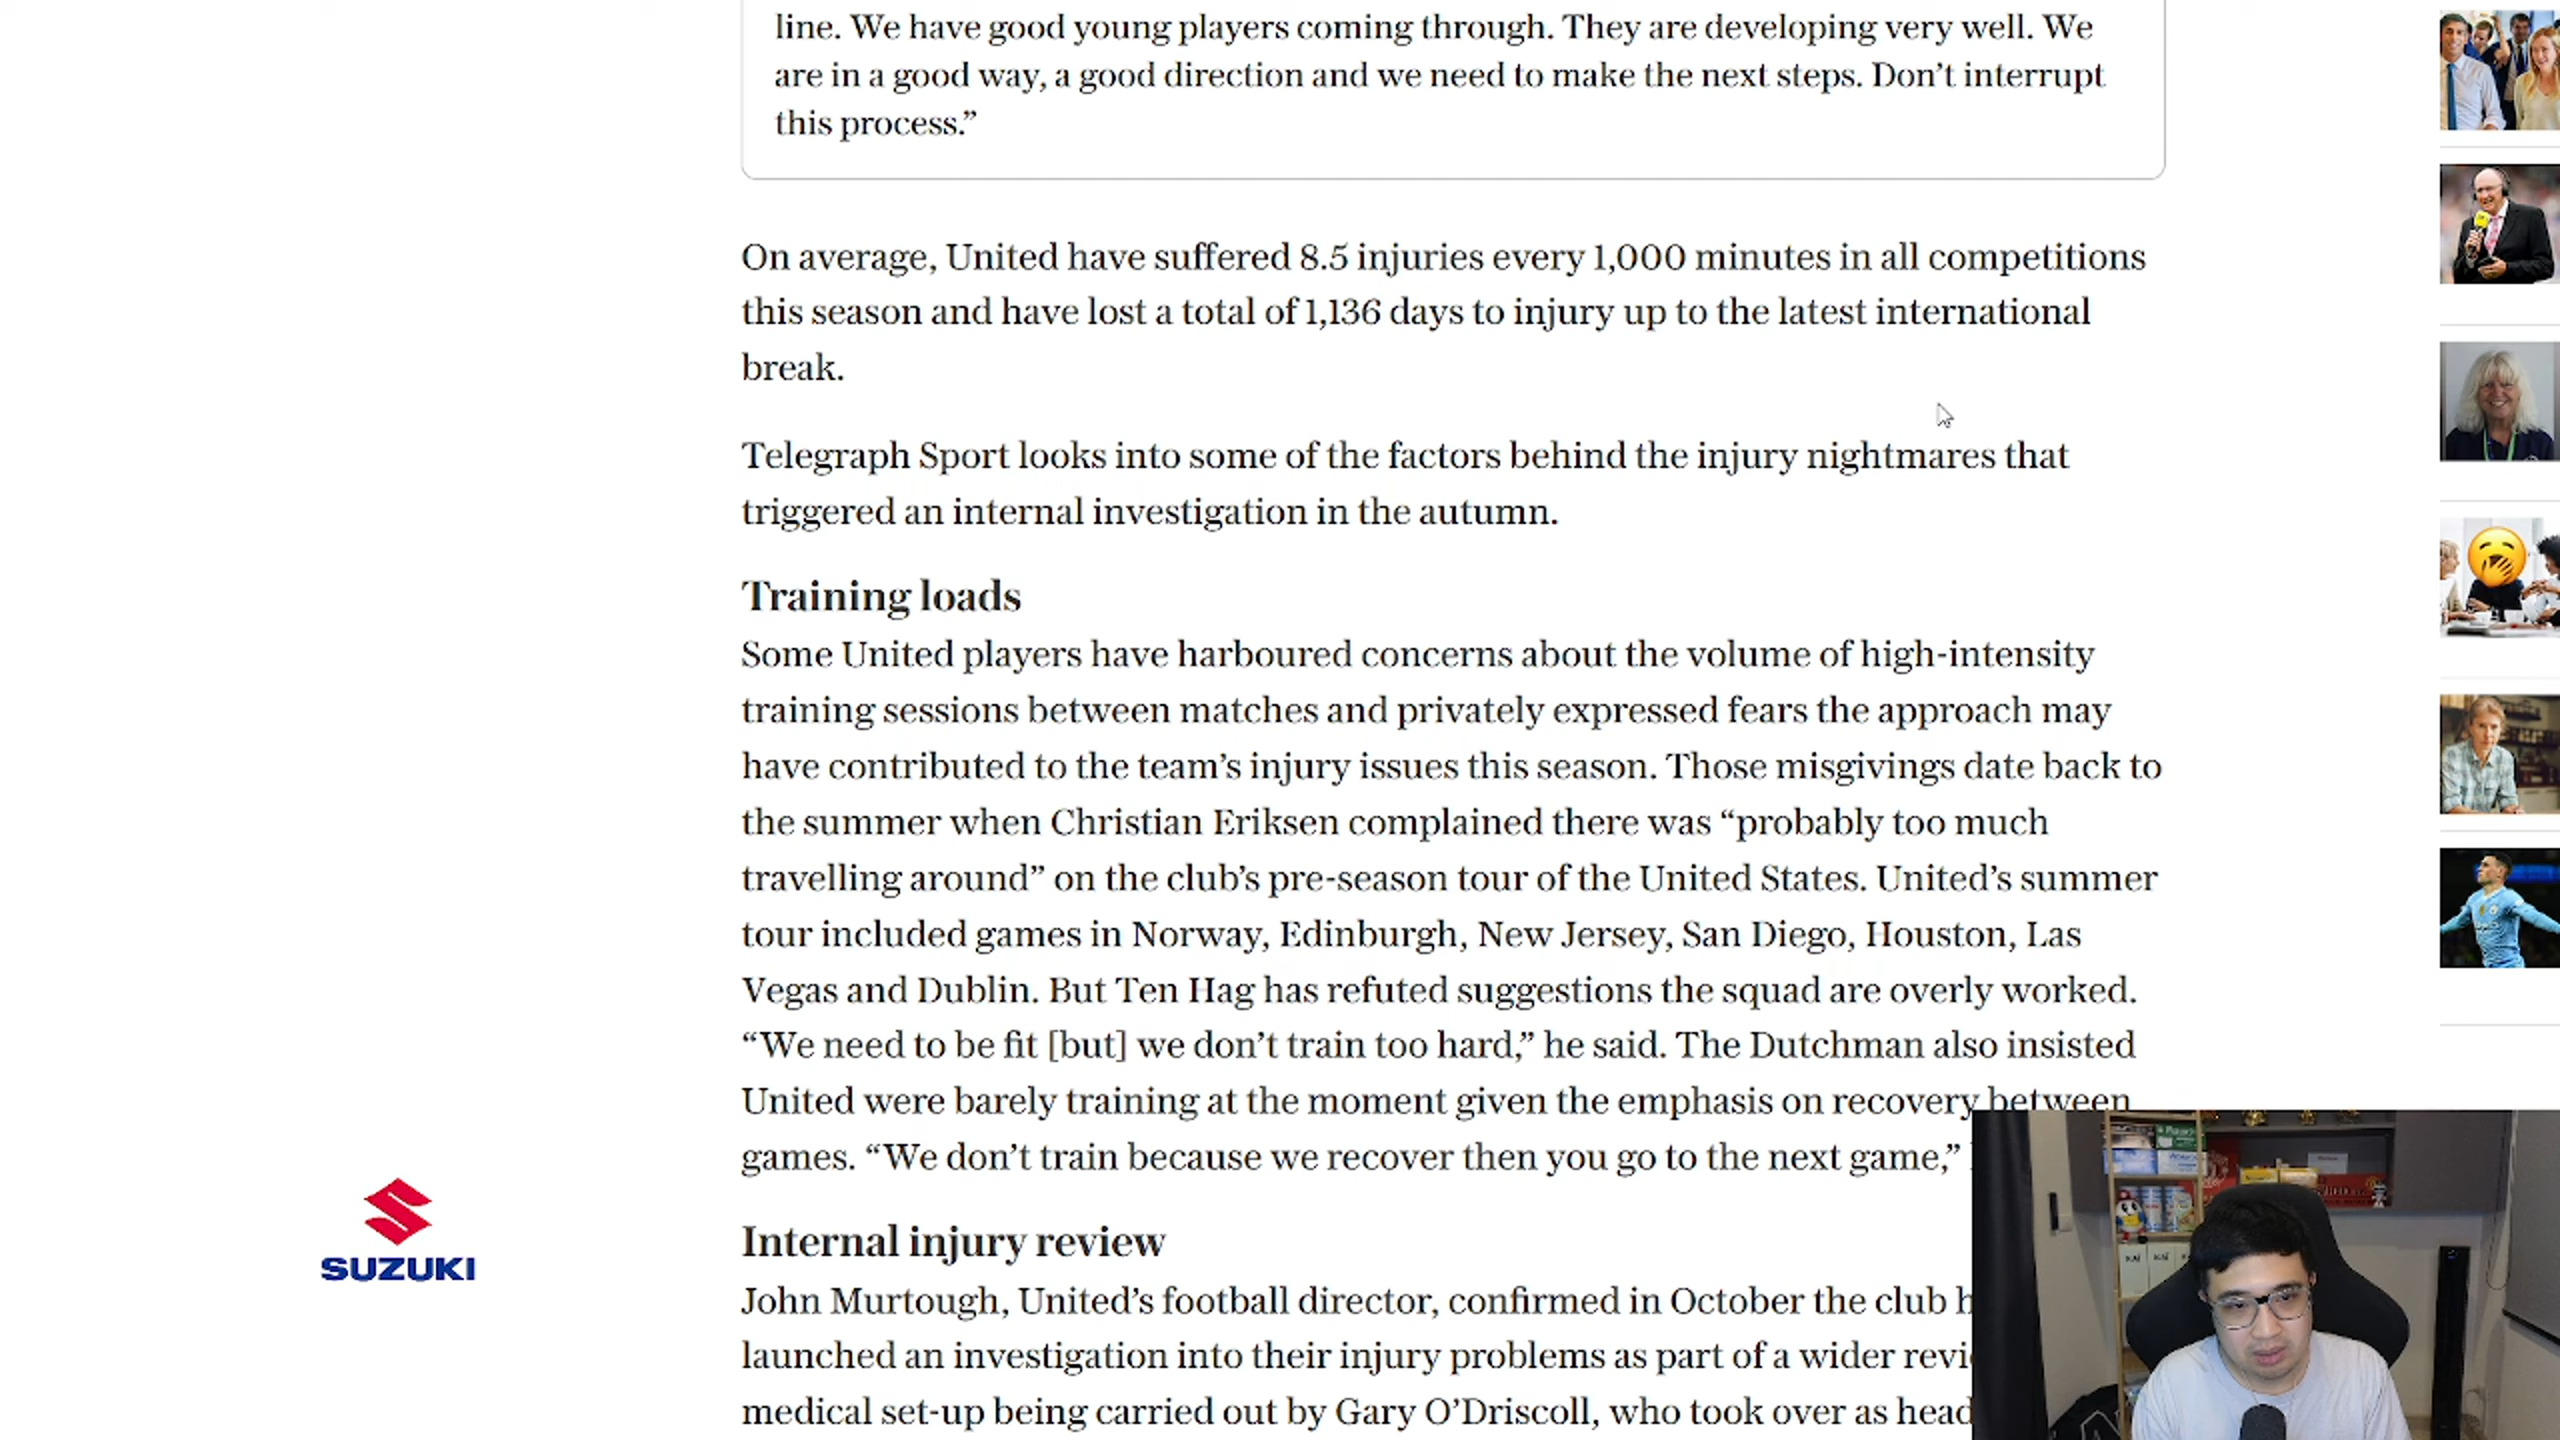 line. We have good young players coming through. They are developing very well. We
are in a good way, a good direction and we need to make the next steps. Don’t interrupt
this process.”
On average, United have suffered 8.5 injuries every 1,000 minutes in all competitions
this season and have lost a total of 1,136 days to injury up to the latest international
break.
Telegraph Sport looks into some of the factors behind the injury nightmares that
triggered an internal investigation in the autumn.
Training loads
Some United players have harboured concerns about the volume of high-intensity
training sessions between matches and privately expressed fears the approach may
have contributed to the team’s injury issues this season. Those misgivings date back to
the summer when Christian Eriksen complained there was “probably too much
travelling around” on the club’s pre-season tour of the United States. United’s summer
tour included games in Norway, Edinburgh, New Jersey, San Diego, Houston, Las
Vegas and Dublin. But Ten Hag has refuted suggestions the squad are overly worked.
“We need to be fit [but] we don’t train too hard,” he said. The Dutchman also insisted
United were barely training at the moment given the emphasis on recovery between
games. “We don’t train because we recover then you go to the next game,”
Internal injury review
John Murtough, United’s football director, confirmed in October the club
launched an investigation into their injury problems as part of a wider
medical set-up being carried out by Gary O’Driscoll, who took over as head
SUZUKI